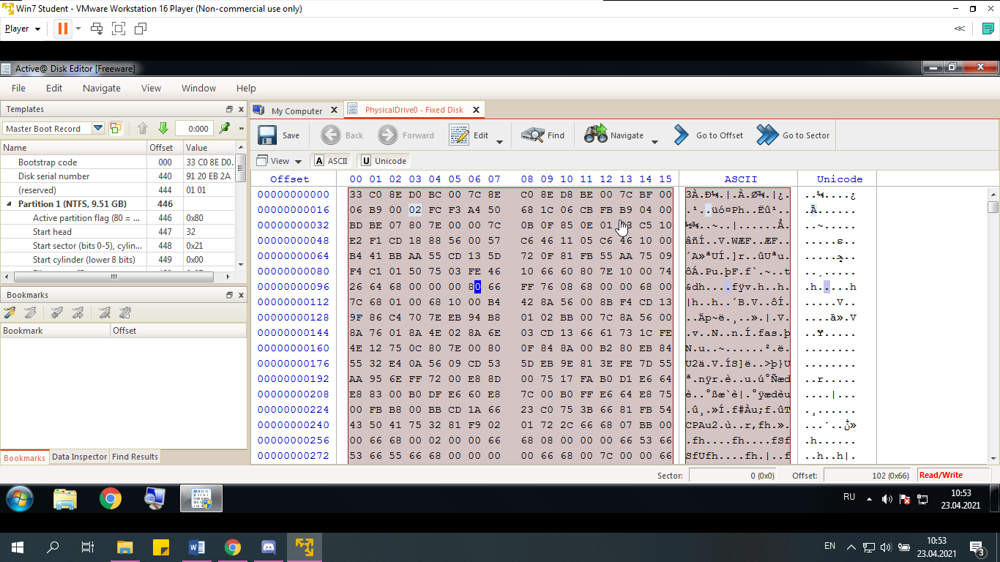 Win7 Student - VMware Workstation 16 Player (Non-commercial use only)
Player
Active@ Disk Editor [Freeware]
File Edit Navigate View Window Help
Templates
Master Boot Record 0:000 »
Name Offset Value
Bootstrap code 000 33 C0 8E D0.
Disk serial number 440 91 20 EB 2A
(reserved) 444 01 01
Partition 1 (NTFS, 9.51 GB) 446
Active partition flag (80 = ... 446 0x80
Start head 447 32
Start sector (bits 0-5), cylin... 448 0x21
Start cylinder (lower 8 bits) 449 0x00
Bookmarks
Bookmark Offset
Bookmarks Data Inspector Find Results
My Computer PhysicalDrive0 - Fixed Disk
Save Back Forward Edit Find Navigate Go to Offset Go to Sector
View A ASCII U Unicode
Offset 00 01 02 03 04 05 06 07 08 09 10 11 12 13 14 15 ASCII Unicode
00000000000 33 C0 8E D0 BC 00 7C 8E C0 8E D8 BE 00 7C BF 00 3À.Ð¼.|.À.Ø¾.|¿. ..¼....¿
00000000016 06 B9 00 02 FC F3 A4 50 68 1C 06 CB FB B9 04 00 .¹..üó¤Ph..Ëû¹..
00000000032 BD BE 07 80 7E 00 00 7C 0B 0F 85 0E 01 C5 10 ½¾..~..|......Å. ..~.....
00000000048 E2 F1 CD 18 88 56 00 57 C6 46 11 05 C6 46 10 00 âñÍ..V.WÆF..ÆF..
00000000064 B4 41 BB AA 55 CD 13 5D 72 0F 81 FB 55 AA 75 09 ´A»ªUÍ.]r..ûUªu.
00000000080 F4 C1 01 50 75 03 FE 46 10 66 60 80 7E 10 00 74 ôÁ.Pu.þF.f`.~..t
00000000096 26 64 68 00 00 00 80 66 FF 76 08 68 00 00 68 00 &dh....fÿv.h..h. .h....h
00000000112 7C 68 01 00 68 10 00 B4 42 8A 56 00 8B F4 CD 13 |h..h..´B.V..ôÍ. .....V..
00000000128 9F 86 C4 70 7E EB 94 B8 01 02 BB 00 7C 8A 56 00 ..Äp~ë.¸..».|.V.
00000000144 8A 76 01 8A 4E 02 8A 6E 03 CD 13 66 61 73 1C FE .v..N..n.Í.fas.þ
00000000160 4E 12 75 0C 80 7E 00 80 0F 84 8A 00 B2 80 EB 84 N.u..~......².ë. ........
00000000176 55 32 E4 0A 56 09 CD 53 5D EB 9E 81 3E FE 7D 55 U2ä.V.ÍS]ë..>þ}U ........
00000000192 AA 95 6E FF 72 00 E8 8D 00 75 17 FA B0 D1 E6 64 ª.nÿr.è..u.ú°Ñæd ..r.....
00000000208 E8 83 00 B0 DF E6 60 E8 7C 00 B0 FF E6 64 E8 75 è..°ßæ`è|.°ÿædèu ....|...
00000000224 00 FB B8 00 BB CD 1A 66 23 C0 75 3B 66 81 FB 54 .û¸.»Í.f#Àu;f.ûT
00000000240 43 50 41 75 32 81 F9 02 01 72 2C 66 68 07 BB 00 CPAu2.ù..r,fh.».
00000000256 00 66 68 00 02 00 00 66 68 08 00 00 00 66 53 66 .fh....fh....fSf .h......
00000000272 53 66 55 66 68 00 00 00 00 66 68 00 7C 00 00 66 SfUfh....fh.|..f ..h..h|.
Sector: 0 (0x0) Offset: 102 (0x66) Read/Write
RU 10:53
23.04.2021
EN 10:53
23.04.2021
3